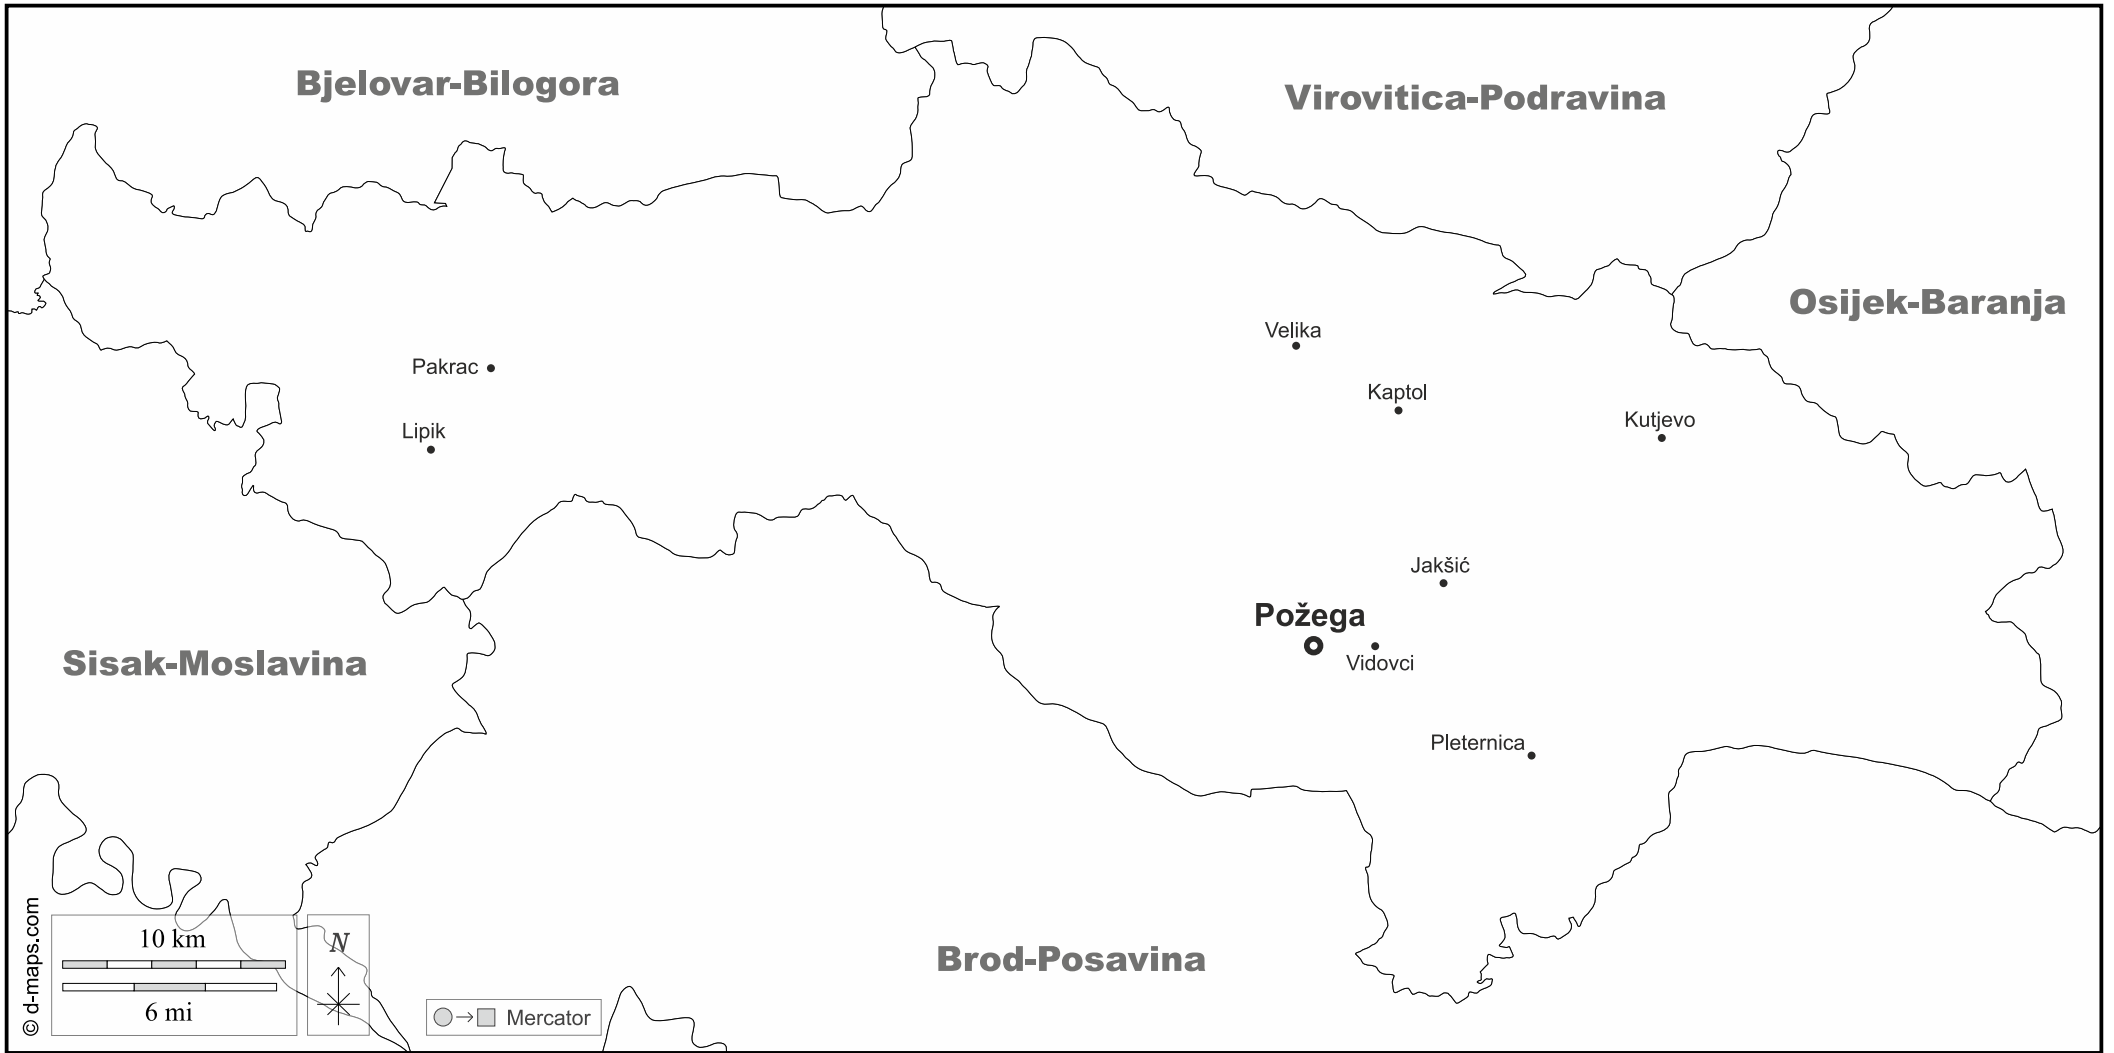 Bjelovar-Bilogora
Virovitica-Podravina
Osijek-Baranja
Velika
Pakrac
Kaptol
Kutjevo
Lipik
Jakšić
Požega
Vidovci
Sisak-Moslavina
Pleternica
Brod-Posavina
© d-maps.com
10 km
6 mi
N
Mercator